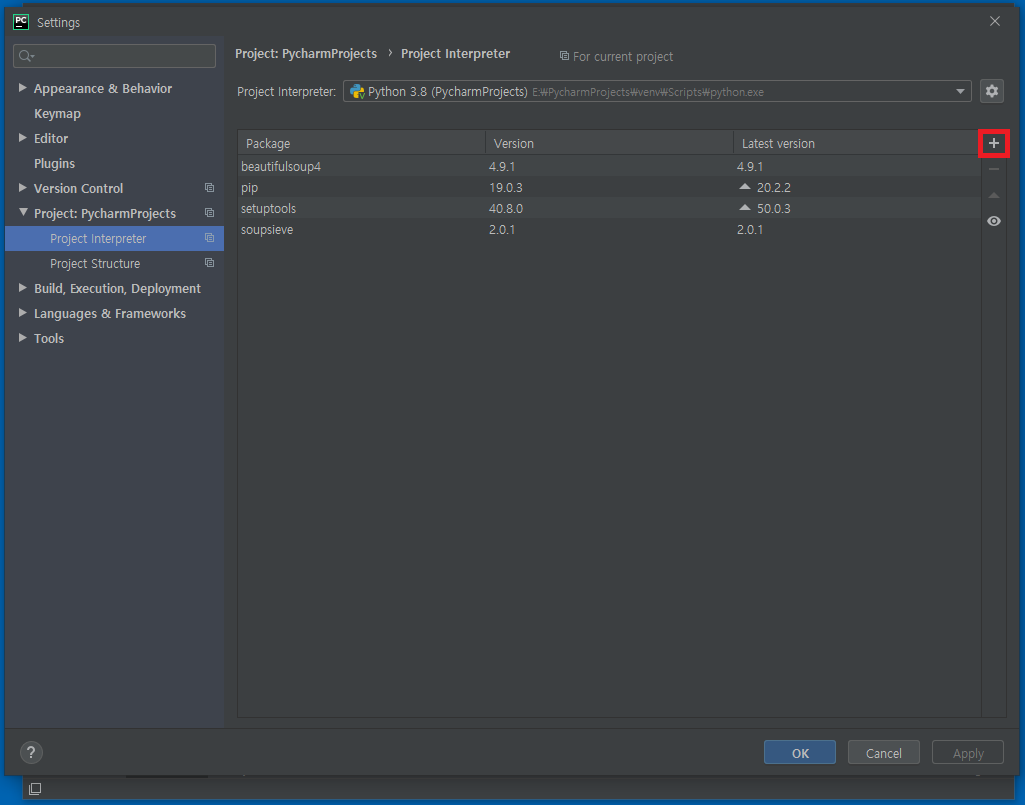 PC Settings
Project: PycharmProjects › Project Interpreter
For current project
Appearance & Behavior
Keymap
Editor
Plugins
Version Control
Project: PycharmProjects
Project Interpreter
Project Structure
Build, Execution, Deployment
Languages & Frameworks
Tools
Project Interpreter: Python 3.8 (PycharmProjects) E:₩PycharmProjects₩venv₩Scripts₩python.exe
Package Version Latest version
beautifulsoup4 4.9.1 4.9.1
pip 19.0.3 20.2.2
setuptools 40.8.0 50.0.3
soupsieve 2.0.1 2.0.1
? OK Cancel Apply